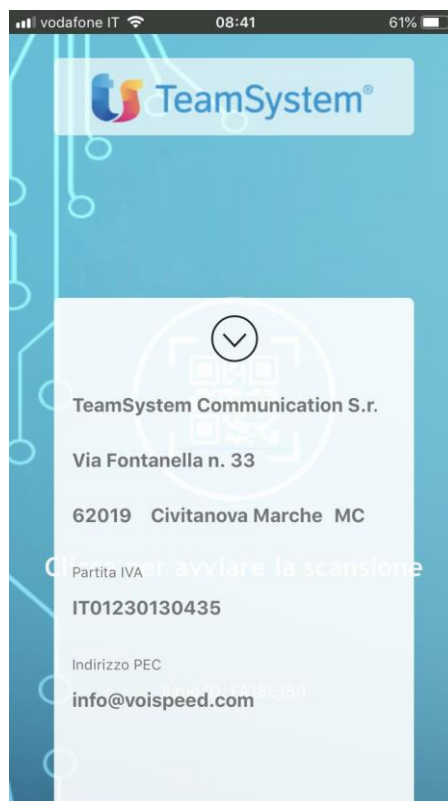 vodafone IT 08:41 61%
ts TeamSystem®
TeamSystem Communication S.r.
Via Fontanella n. 33
62019 Civitanova Marche MC
Partita IVA
per avviare la scansione
IT01230130435
Indirizzo PEC
info@voispeed.com